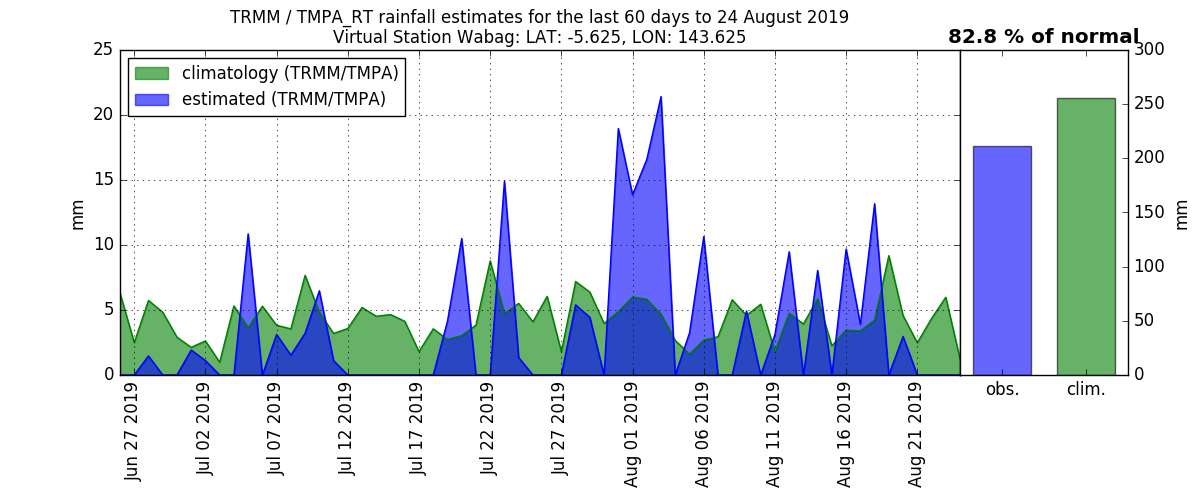 TRMM / TMPA_RT rainfall estimates for the last 60 days to 24 August 2019
Virtual Station Wabag: LAT: -5.625, LON: 143.625
82.8 % of normal
climatology (TRMM/TMPA)
estimated (TRMM/TMPA)
mm
25
20
15
10
5
0
Jun 27 2019
Jul 02 2019
Jul 07 2019
Jul 12 2019
Jul 17 2019
Jul 22 2019
Jul 27 2019
Aug 01 2019
Aug 06 2019
Aug 11 2019
Aug 16 2019
Aug 21 2019
300
250
200
150
100
50
0
mm
obs.
clim.